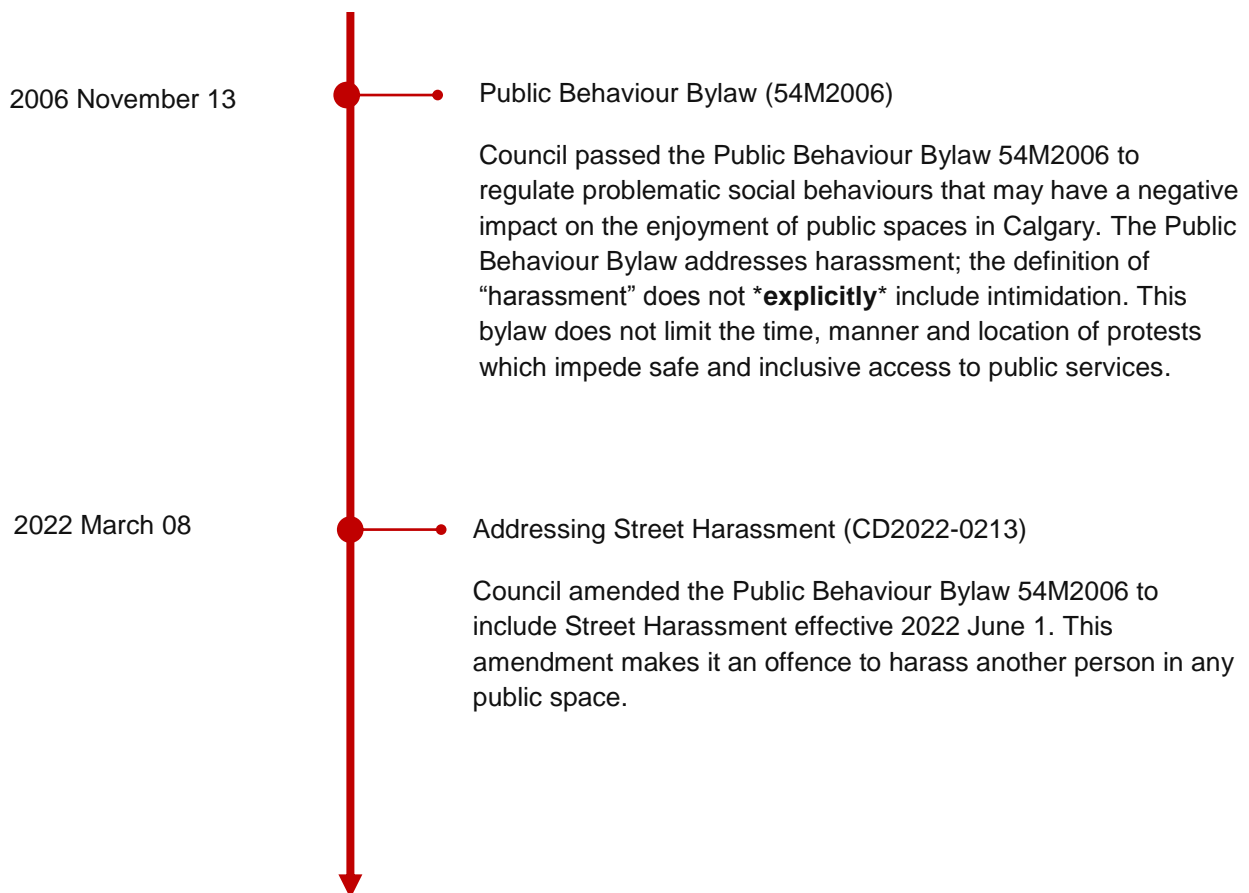 2006 November 13
Public Behaviour Bylaw (54M2006)
Council passed the Public Behaviour Bylaw 54M2006 to
regulate problematic social behaviours that may have a negative
impact on the enjoyment of public spaces in Calgary. The Public
Behaviour Bylaw addresses harassment; the definition of
“harassment” does not *explicitly* include intimidation. This
bylaw does not limit the time, manner and location of protests
which impede safe and inclusive access to public services.
2022 March 08
Addressing Street Harassment (CD2022-0213)
Council amended the Public Behaviour Bylaw 54M2006 to
include Street Harassment effective 2022 June 1. This
amendment makes it an offence to harass another person in any
public space.